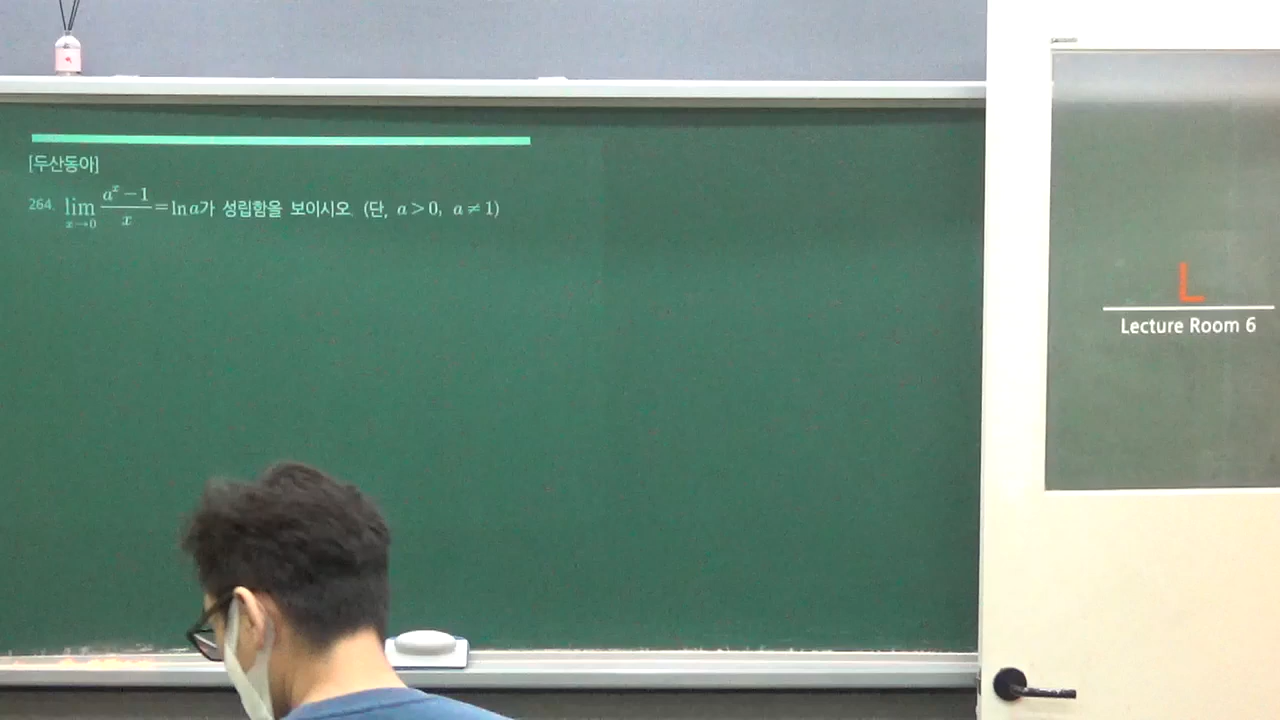 [두산동아]
264. lim x→0 (a^x − 1)/x = ln a가 성립함을 보이시오. (단, a > 0, a ≠ 1)
L
Lecture Room 6